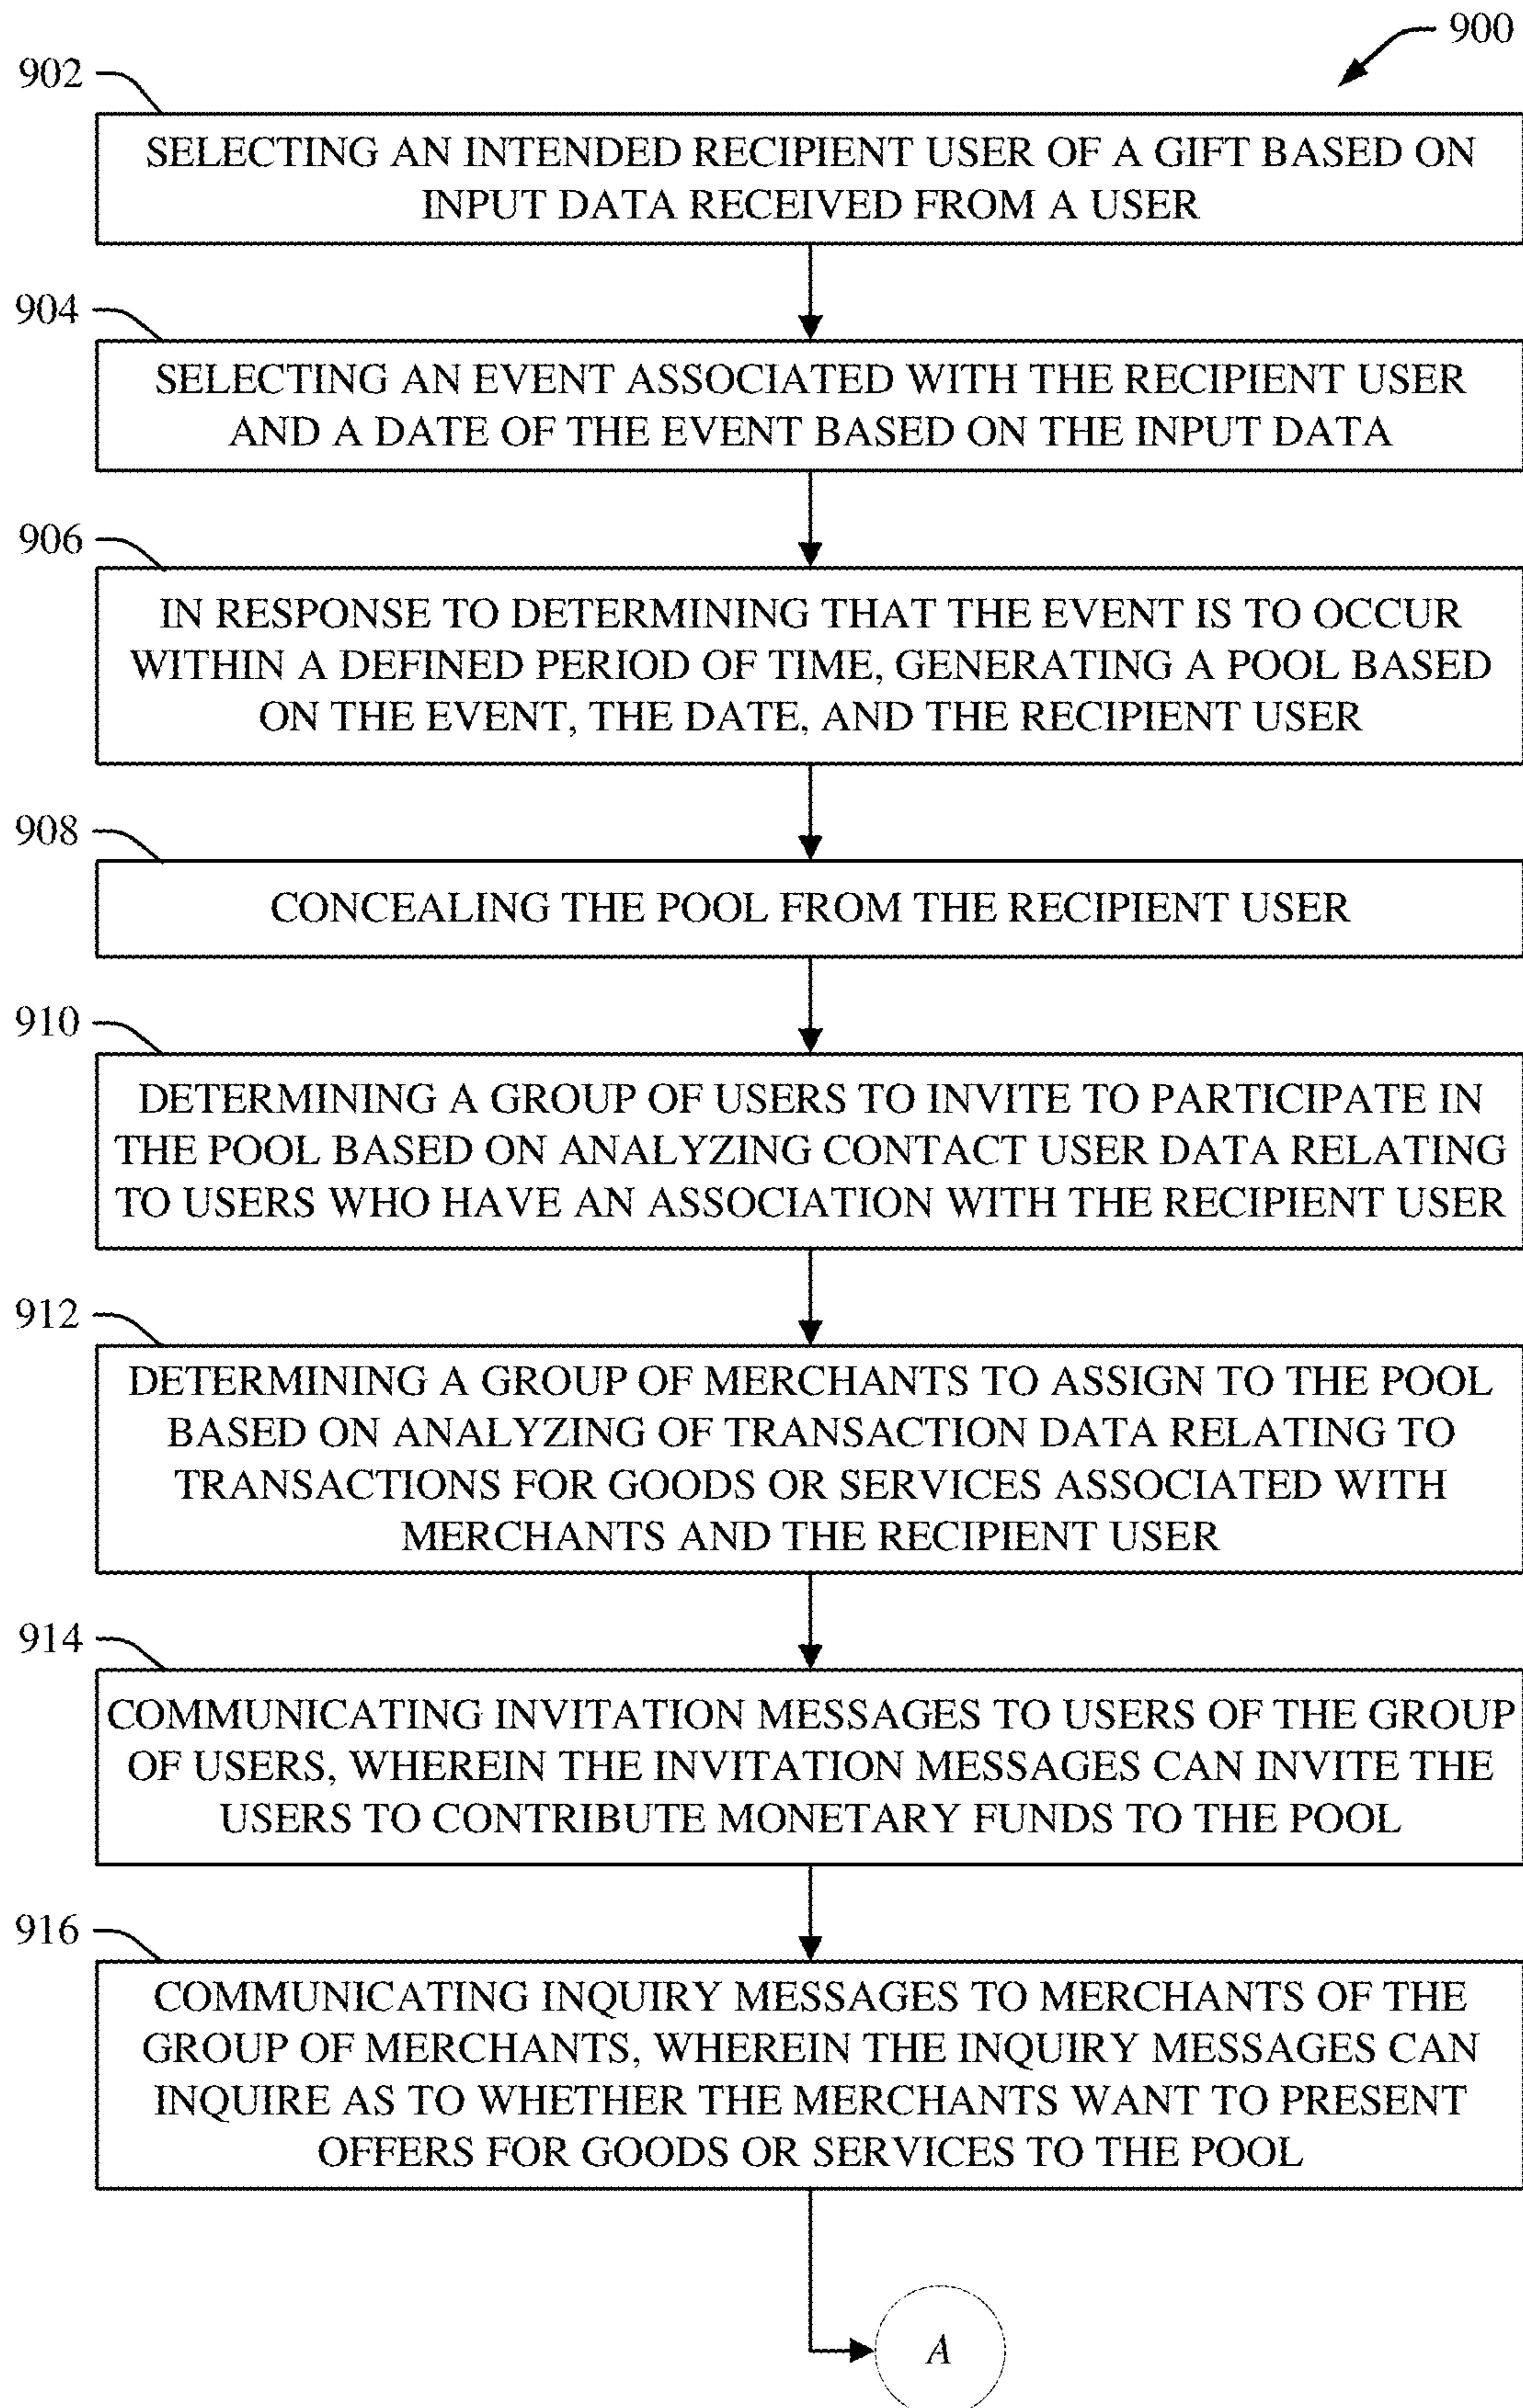 900
902
SELECTING AN INTENDED RECIPIENT USER OF A GIFT BASED ON
INPUT DATA RECEIVED FROM A USER
904
SELECTING AN EVENT ASSOCIATED WITH THE RECIPIENT USER
AND A DATE OF THE EVENT BASED ON THE INPUT DATA
906
IN RESPONSE TO DETERMINING THAT THE EVENT IS TO OCCUR
WITHIN A DEFINED PERIOD OF TIME, GENERATING A POOL BASED
ON THE EVENT, THE DATE, AND THE RECIPIENT USER
908
CONCEALING THE POOL FROM THE RECIPIENT USER
910
DETERMINING A GROUP OF USERS TO INVITE TO PARTICIPATE IN
THE POOL BASED ON ANALYZING CONTACT USER DATA RELATING
TO USERS WHO HAVE AN ASSOCIATION WITH THE RECIPIENT USER
912
DETERMINING A GROUP OF MERCHANTS TO ASSIGN TO THE POOL
BASED ON ANALYZING OF TRANSACTION DATA RELATING TO
TRANSACTIONS FOR GOODS OR SERVICES ASSOCIATED WITH
MERCHANTS AND THE RECIPIENT USER
914
COMMUNICATING INVITATION MESSAGES TO USERS OF THE GROUP
OF USERS, WHEREIN THE INVITATION MESSAGES CAN INVITE THE
USERS TO CONTRIBUTE MONETARY FUNDS TO THE POOL
916
COMMUNICATING INQUIRY MESSAGES TO MERCHANTS OF THE
GROUP OF MERCHANTS, WHEREIN THE INQUIRY MESSAGES CAN
INQUIRE AS TO WHETHER THE MERCHANTS WANT TO PRESENT
OFFERS FOR GOODS OR SERVICES TO THE POOL
A